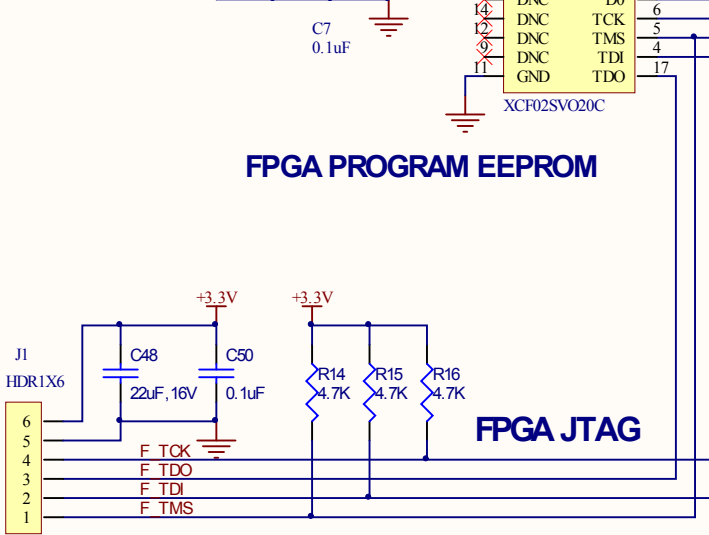 DNC D0
14 DNC TCK 6
12 DNC TMS 5
9 DNC TDI 4
11 GND TDO 17
XCF02SVO20C
C7
0.1uF
FPGA PROGRAM EEPROM
+3.3V +3.3V
J1
HDR1X6
C48
22uF,16V
C50
0.1uF
R14
4.7K
R15
4.7K
R16
4.7K
FPGA JTAG
6
5
4 F_TCK
3 F_TDO
2 F_TDI
1 F_TMS